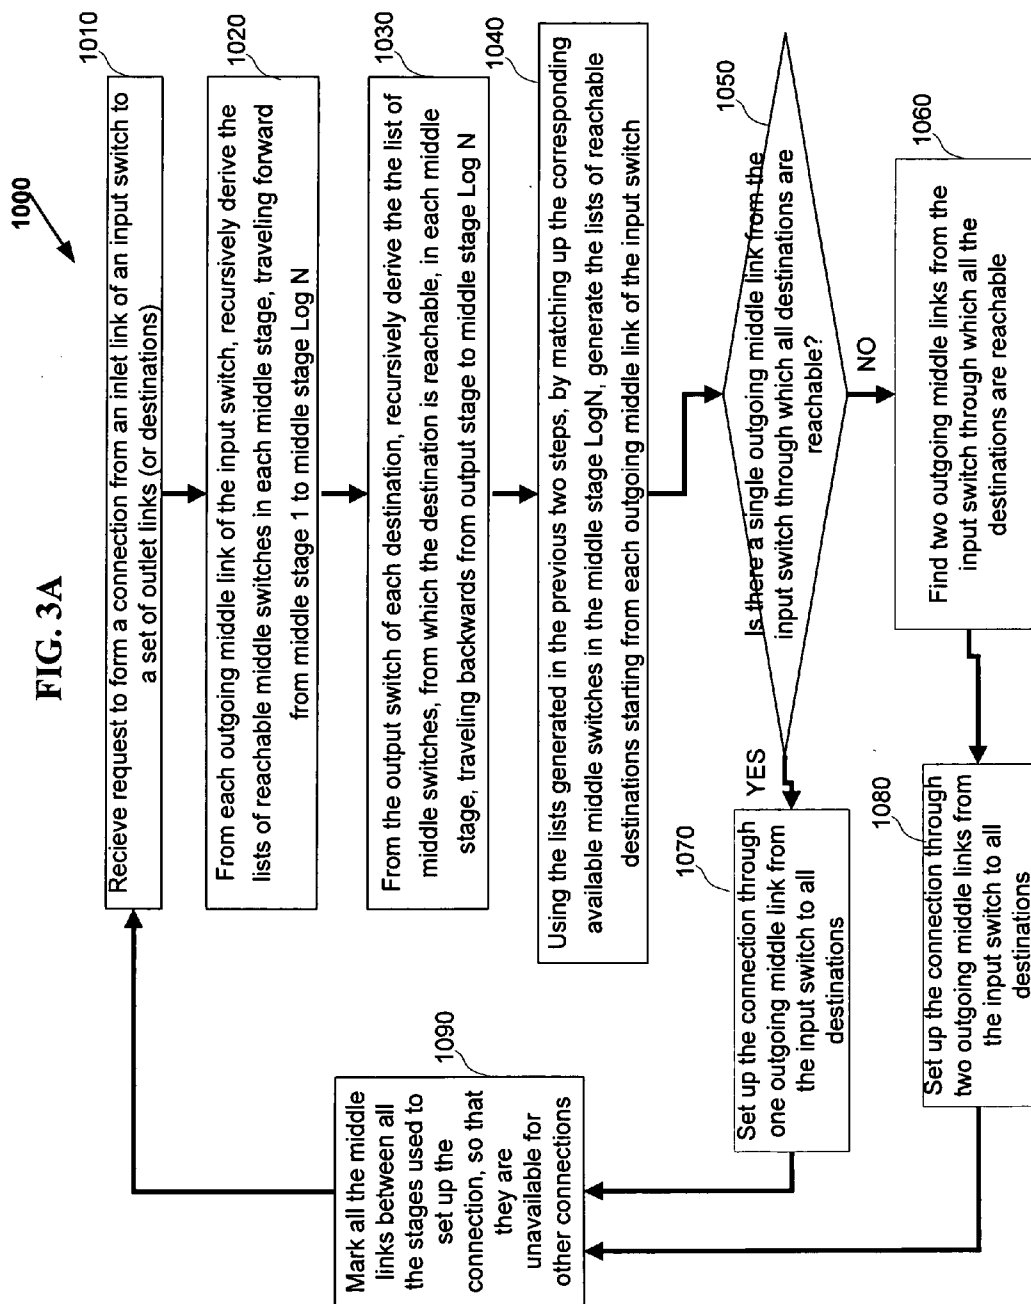 FIG. 3A
1000
1010
Recieve request to form a connection from an inlet link of an input switch to
a set of outlet links (or destinations)
1020
From each outgoing middle link of the input switch, recursively derive the
lists of reachable middle switches in each middle stage, traveling forward
from middle stage 1 to middle stage Log N
1030
From the output switch of each destination, recursively derive the the list of
middle switches, from which the destination is reachable, in each middle
stage, traveling backwards from output stage to middle stage Log N
1040
Using the lists generated in the previous two steps, by matching up the corresponding
available middle switches in the middle stage LogN, generate the lists of reachable
destinations starting from each outgoing middle link of the input switch
1050
Is there a single outgoing middle link from the
input switch through which all destinations are
reachable?
YES
NO
1060
Find two outgoing middle links from the
input switch through which all the
destinations are reachable
1070
Set up the connection through
one outgoing middle link from
the input switch to all
destinations
1080
Set up the connection through
two outgoing middle links from
the input switch to all
destinations
1090
Mark all the middle
links between all
the stages used to
set up the
connection, so that
they are
unavailable for
other connections